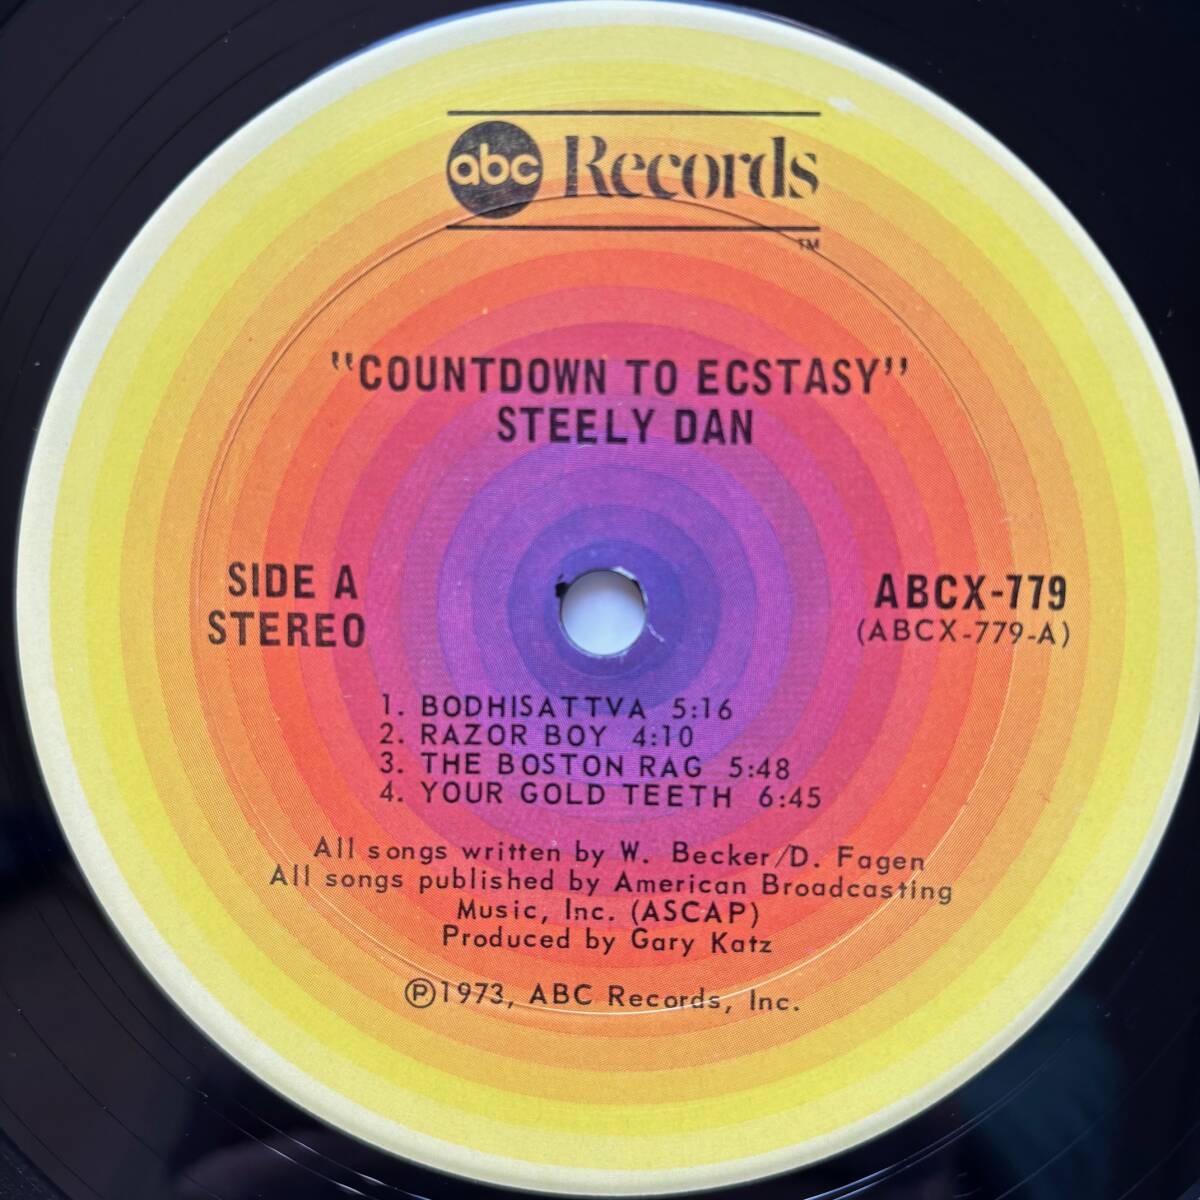 abc Records
TM
"COUNTDOWN TO ECSTASY"
STEELY DAN
SIDE A
STEREO
ABCX-779
(ABCX-779-A)
1. BODHISATTVA 5:16
2. RAZOR BOY 4:10
3. THE BOSTON RAG 5:48
4. YOUR GOLD TEETH 6:45
All songs written by W. Becker/D. Fagen
All songs published by American Broadcasting
Music, Inc. (ASCAP)
Produced by Gary Katz
℗1973, ABC Records, Inc.